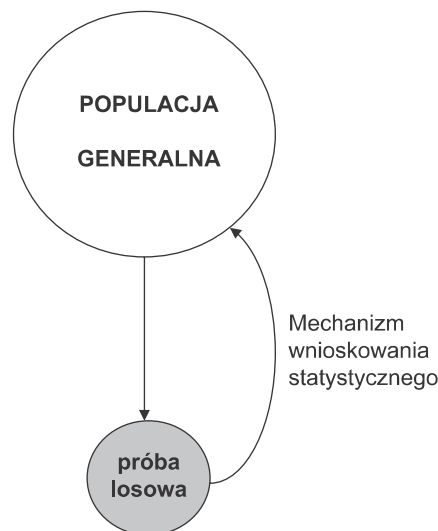 POPULACJA
GENERALNA
Mechanizm
wnioskowania
statystycznego
próba
losowa